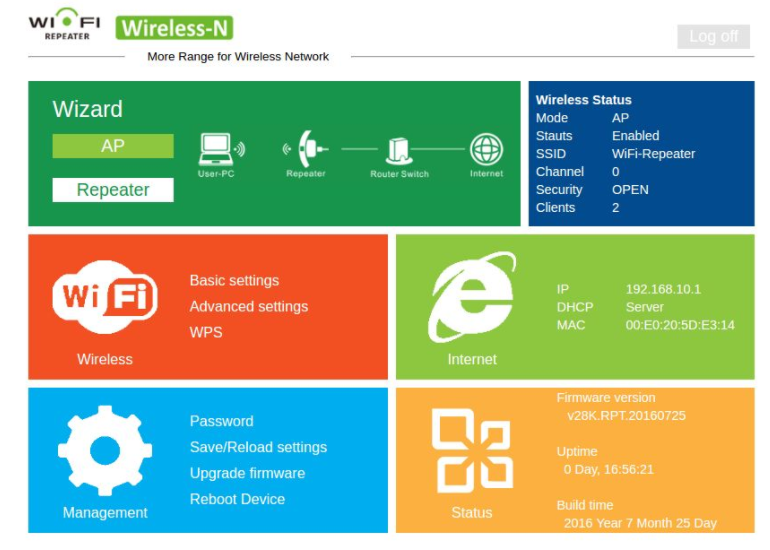 WI FI
REPEATER
Wireless-N
More Range for Wireless Network
Log off
Wizard
AP
Repeater
User-PC
Repeater
Router Switch
Internet
Wireless Status
Mode AP
Stauts Enabled
SSID WiFi-Repeater
Channel 0
Security OPEN
Clients 2
Wi Fi
Wireless
Basic settings
Advanced settings
WPS
Internet
IP 192.168.10.1
DHCP Server
MAC 00:E0:20:5D:E3:14
Management
Password
Save/Reload settings
Upgrade firmware
Reboot Device
Status
Firmware version
v28K.RPT.20160725
Uptime
0 Day, 16:56:21
Build time
2016 Year 7 Month 25 Day